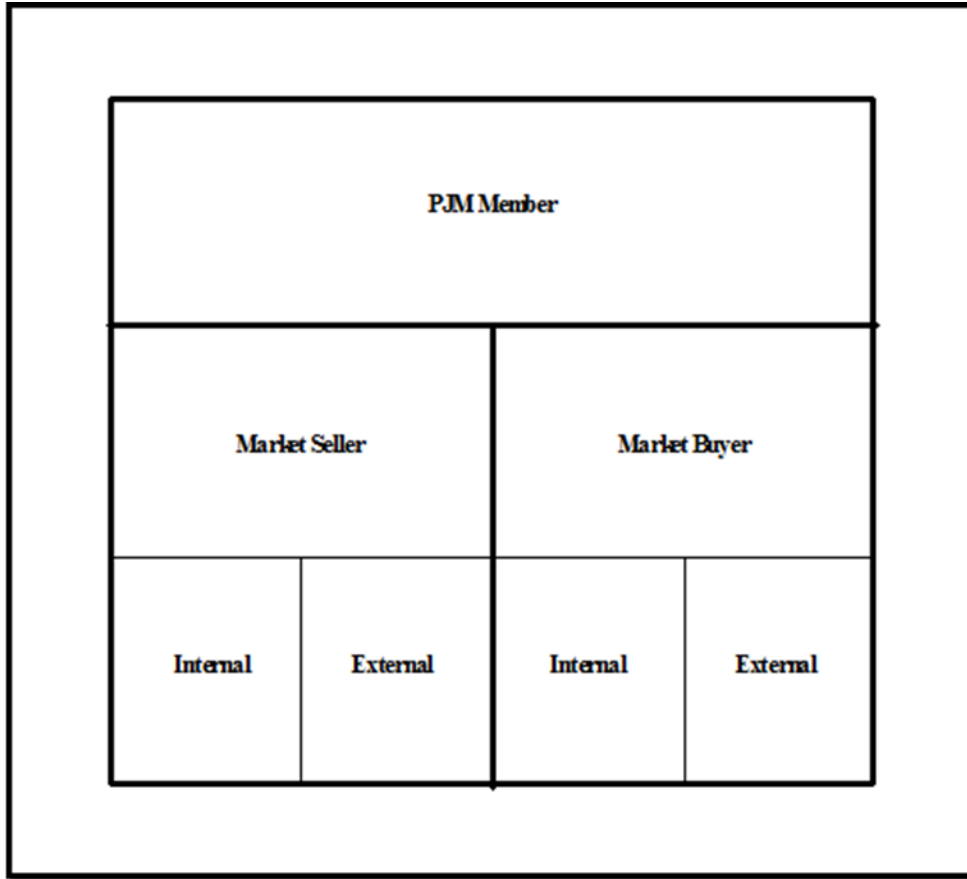 PJM Member
Market Seller
Market Buyer
Internal
External
Internal
External